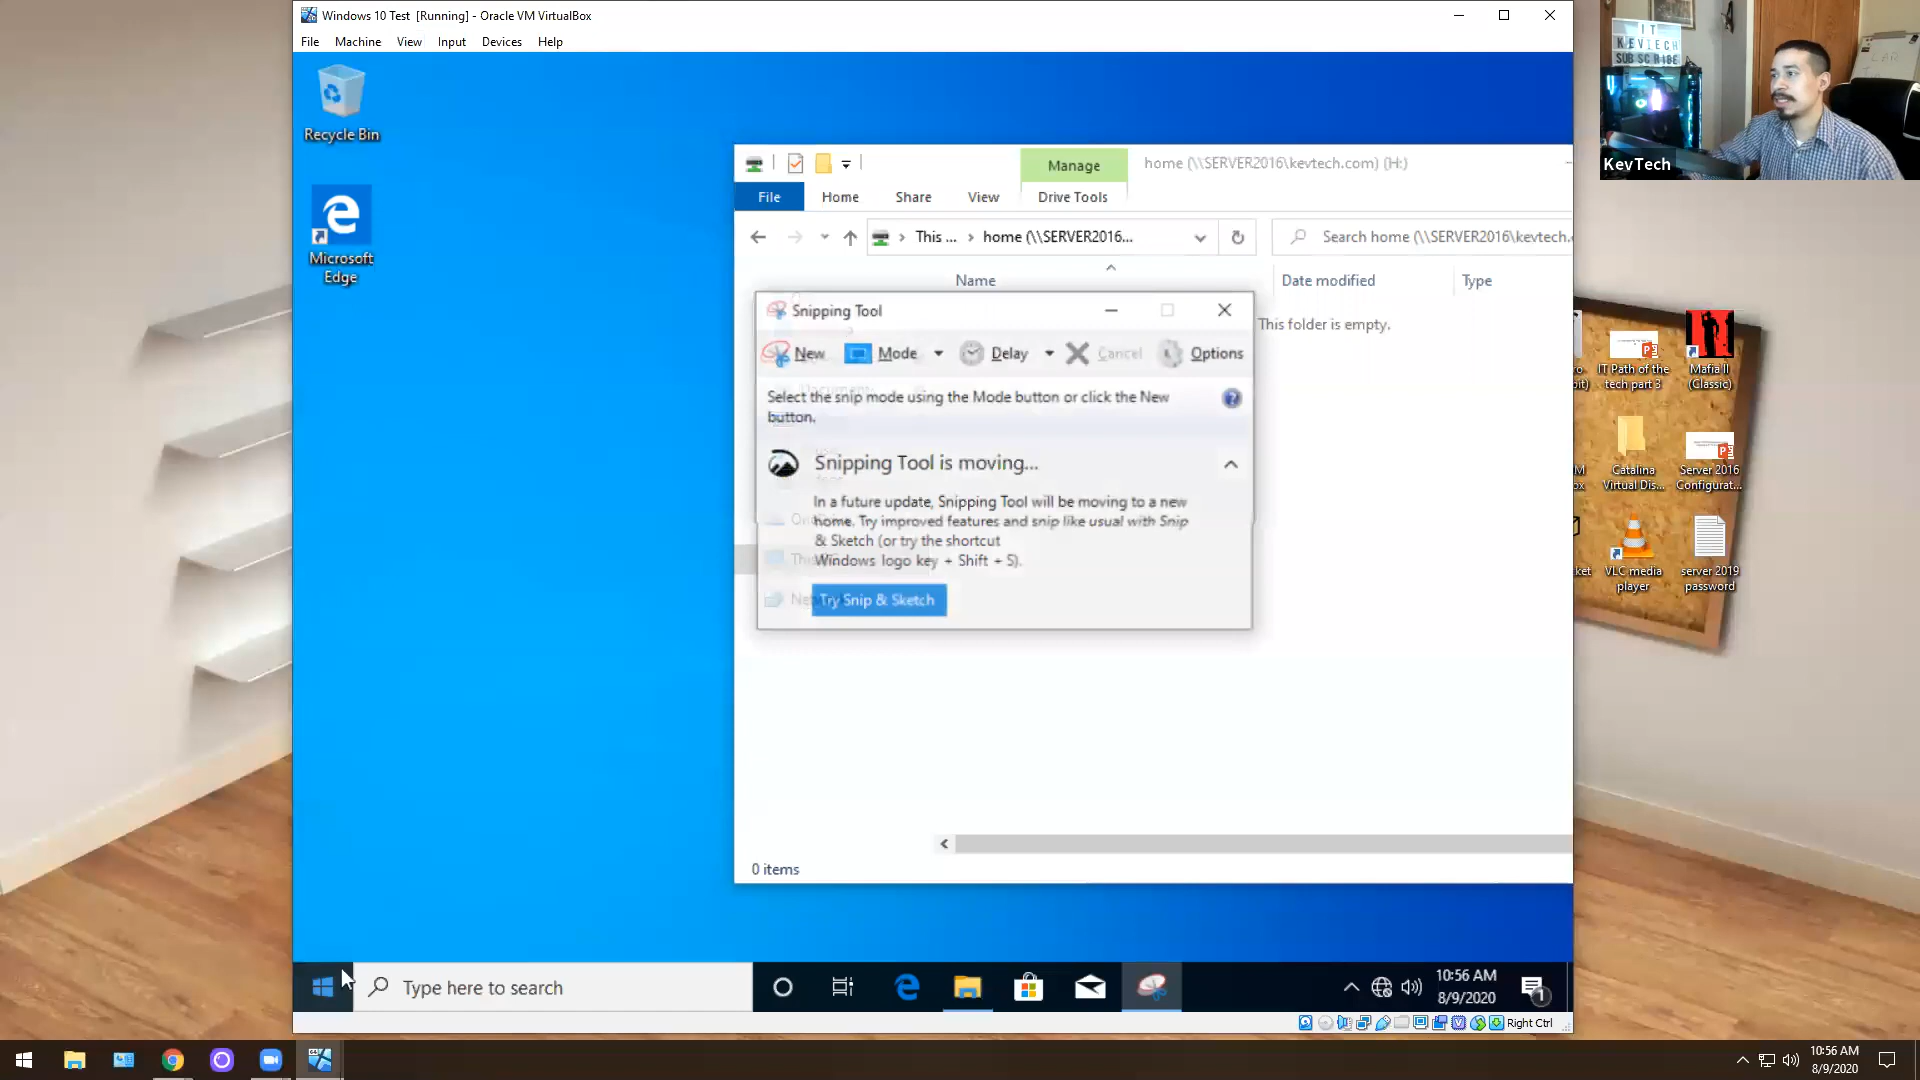 Windows 10 Test [Running] - Oracle VM VirtualBox
File Machine View Input Devices Help
Recycle Bin
Microsoft
Edge
Manage
home (\\SERVER2016\kevtech.com) (H:)
File Home Share View Drive Tools
This ... › home (\\SERVER2016...
Search home (\\SERVER2016\kevtech.
Name Date modified Type
This folder is empty.
Snipping Tool
New Mode Delay Cancel Options
Select the snip mode using the Mode button or click the New
button.
Snipping Tool is moving...
In a future update, Snipping Tool will be moving to a new
home. Try improved features and snip like usual with Snip
& Sketch (or try the shortcut
Windows logo key + Shift + S).
Try Snip & Sketch
0 items
Type here to search
10:56 AM
8/9/2020
1
Right Ctrl
IT
KEVTECH
SUBSCRIBE
KevTech
IT Path of the
tech part 3
Mafia II
(Classic)
Catalina
Virtual Dis...
Server 2016
Configurat...
VLC media
player
server 2019
password
10:56 AM
8/9/2020